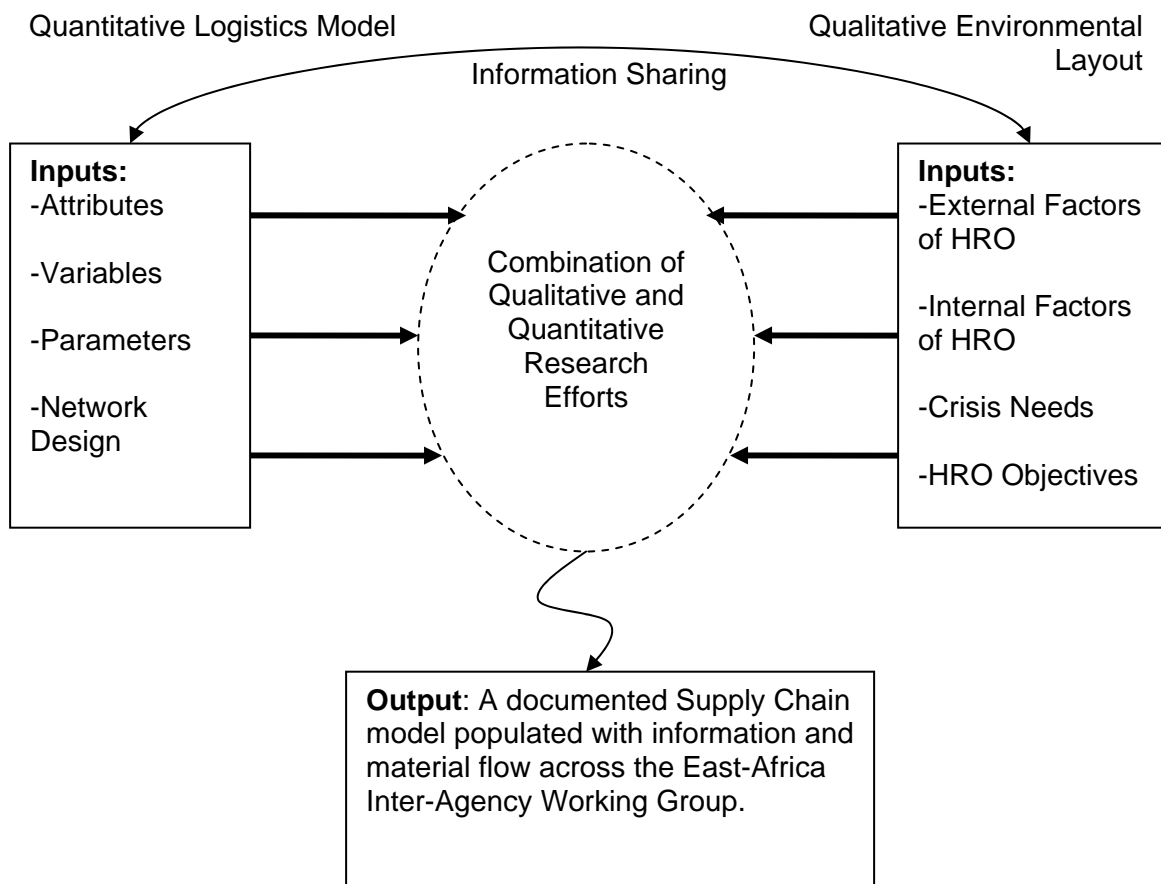 Quantitative Logistics Model
Qualitative Environmental
Layout
Information Sharing
Inputs:
-Attributes
-Variables
-Parameters
-Network
Design
Combination of
Qualitative and
Quantitative
Research
Efforts
Inputs:
-External Factors
of HRO
-Internal Factors
of HRO
-Crisis Needs
-HRO Objectives
Output: A documented Supply Chain
model populated with information and
material flow across the East-Africa
Inter-Agency Working Group.